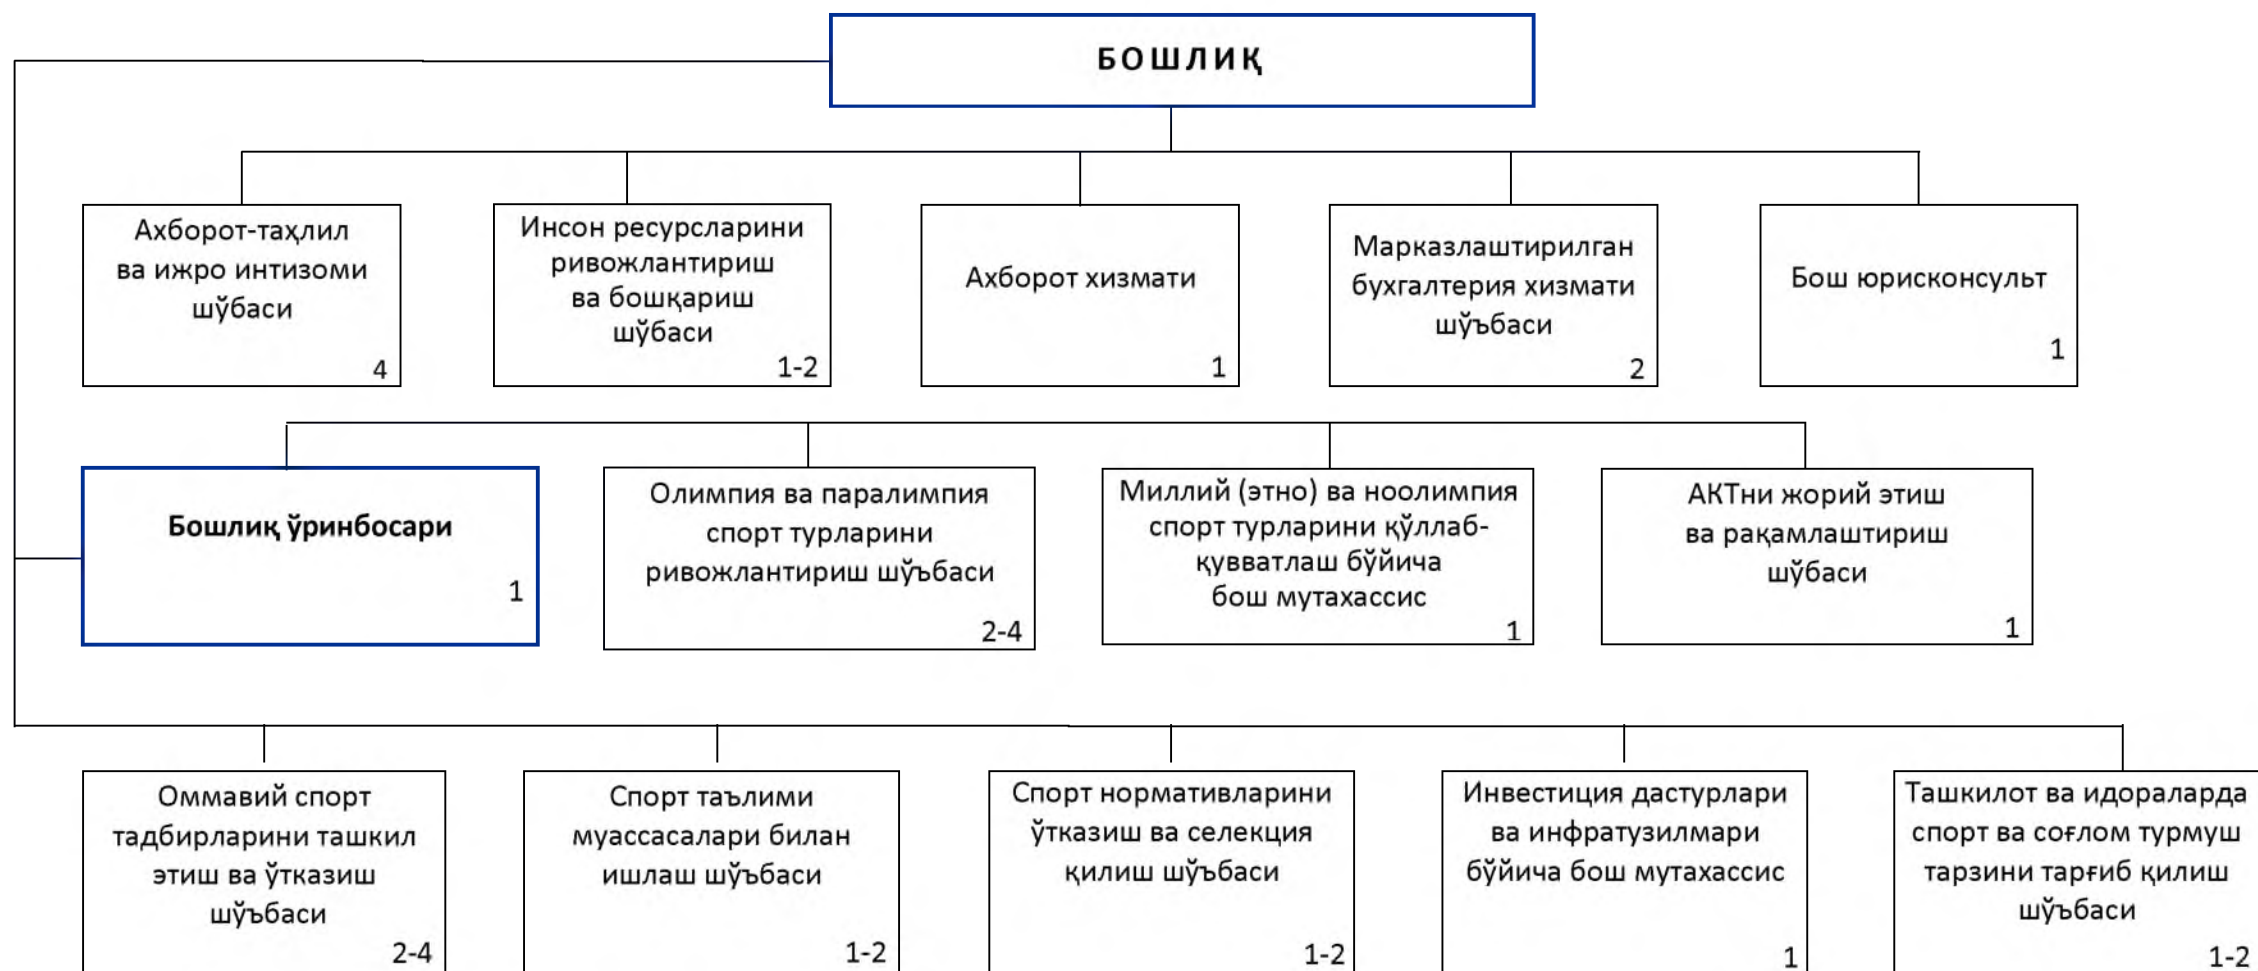 БОШЛИҚ
Ахборот-таҳлил
ва ижро интизоми
шўбаси
4
Инсон ресурсларини
ривожлантириш
ва бошқариш
шўбаси
1-2
Ахборот хизмати
1
Марказлаштирилган
бухгалтерия хизмати
шўъбаси
2
Бош юрисконсульт
1
Бошлиқ ўринбосари
1
Олимпия ва паралимпия
спорт турларини
ривожлантириш шўъбаси
2-4
Миллий (этно) ва ноолимпия
спорт турларини қўллаб-
қувватлаш бўйича
бош мутахассис
1
АКТни жорий этиш
ва рақамлаштириш
шўбаси
1
Оммавий спорт
тадбирларини ташкил
этиш ва ўтказиш
шўъбаси
2-4
Спорт таълими
муассасалари билан
ишлаш шўъбаси
1-2
Спорт нормативларини
ўтказиш ва селекция
қилиш шўъбаси
1-2
Инвестиция дастурлари
ва инфратузилмари
бўйича бош мутахассис
1
Ташкилот ва идораларда
спорт ва соғлом турмуш
тарзини тарғиб қилиш
шўъбаси
1-2